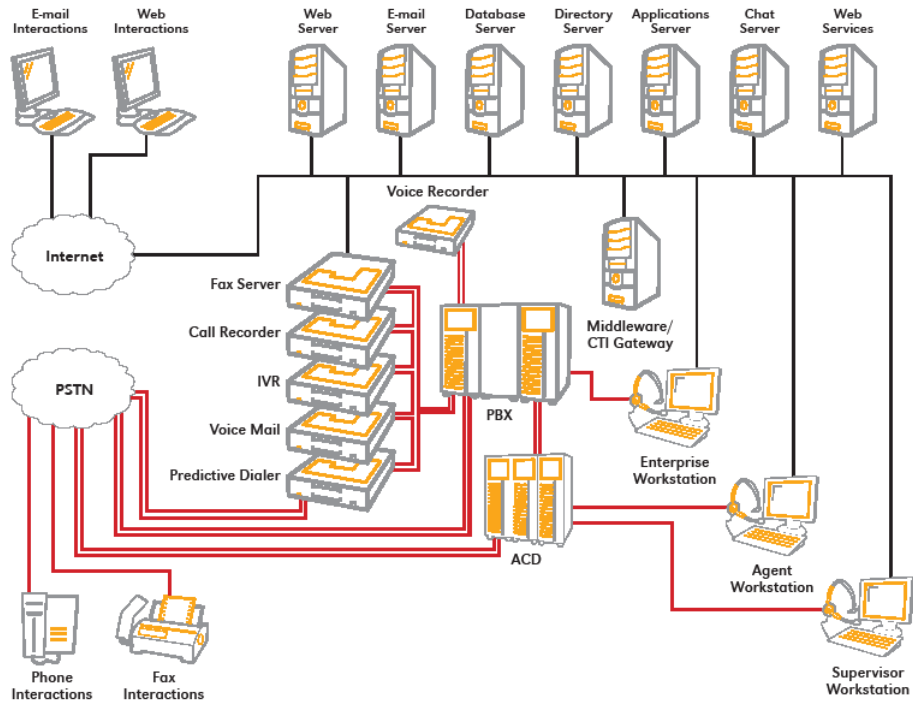 E-mail
Interactions
Web
Interactions
Web
Server
E-mail
Server
Database
Server
Directory
Server
Applications
Server
Chat
Server
Web
Services
Voice Recorder
Internet
Fax Server
Call Recorder
IVR
Voice Mail
Predictive Dialer
Middleware/
CTI Gateway
PSTN
PBX
Enterprise
Workstation
ACD
Agent
Workstation
Phone
Interactions
Fax
Interactions
Supervisor
Workstation